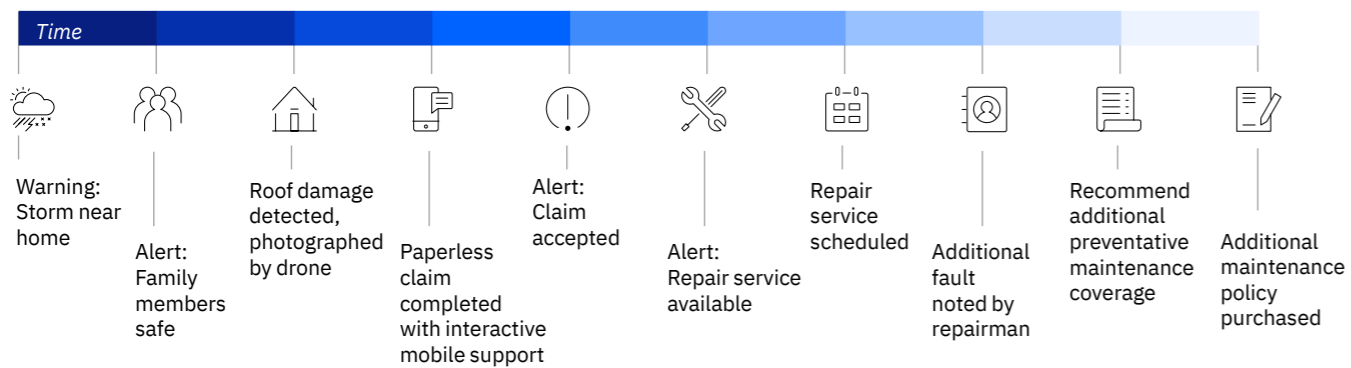 Time
Warning:
Storm near
home
Alert:
Family
members
safe
Roof damage
detected,
photographed
by drone
Paperless
claim
completed
with interactive
mobile support
Alert:
Claim
accepted
Alert:
Repair service
available
Repair
service
scheduled
Additional
fault
noted by
repairman
Recommend
additional
preventative
maintenance
coverage
Additional
maintenance
policy
purchased